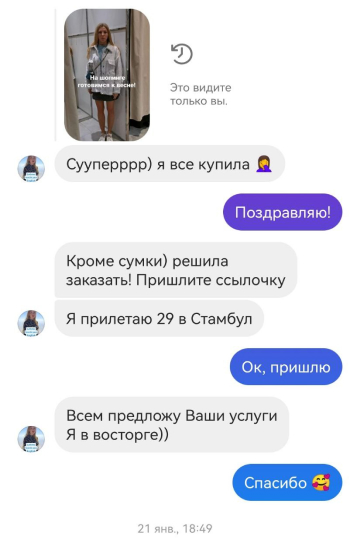 На шопинге
готовимся к весне!
Это видите
только вы.
Сууперррр) я все купила 🤦‍♀️
Поздравляю!
Кроме сумки) решила
заказать! Пришлите ссылочку
Я прилетаю 29 в Стамбул
Ок, пришлю
Всем предложу Ваши услуги
Я в восторге))
Спасибо 🥰
21 янв., 18:49